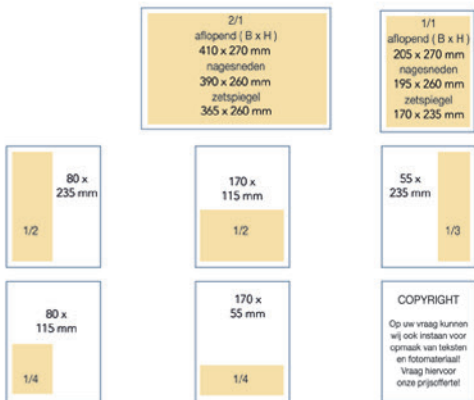 2/1
aflopend ( B x H )
410 x 270 mm
nagesneden
390 x 260 mm
zetspiegel
365 x 260 mm
1/1
aflopend ( B x H )
205 x 270 mm
nagesneden
195 x 260 mm
zetspiegel
170 x 235 mm
80 x
235 mm
1/2
170 x
115 mm
1/2
55 x
235 mm
1/3
80 x
115 mm
1/4
170 x
55 mm
1/4
COPYRIGHT
Op uw vraag kunnen
wij ook instaan voor
opmaak van teksten
en fotomateriaal!
Vraag hiervoor
onze prijsofferte!